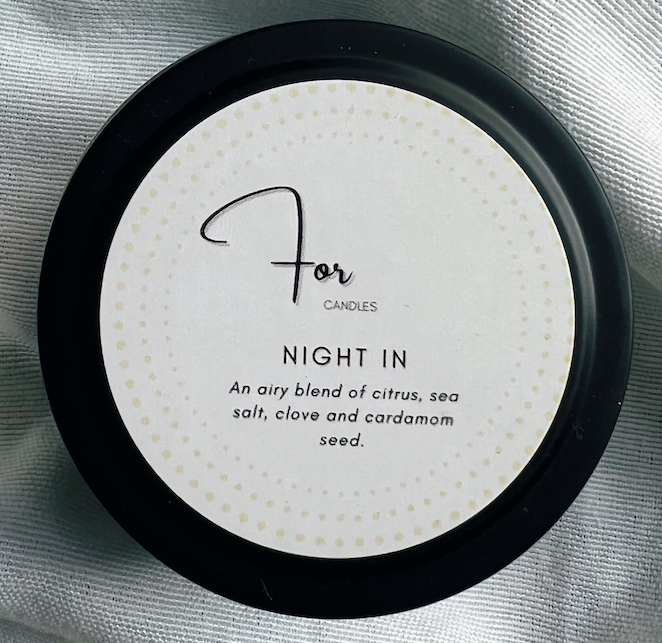 For
CANDLES
NIGHT IN
An airy blend of citrus, sea
salt, clove and cardamom
seed.